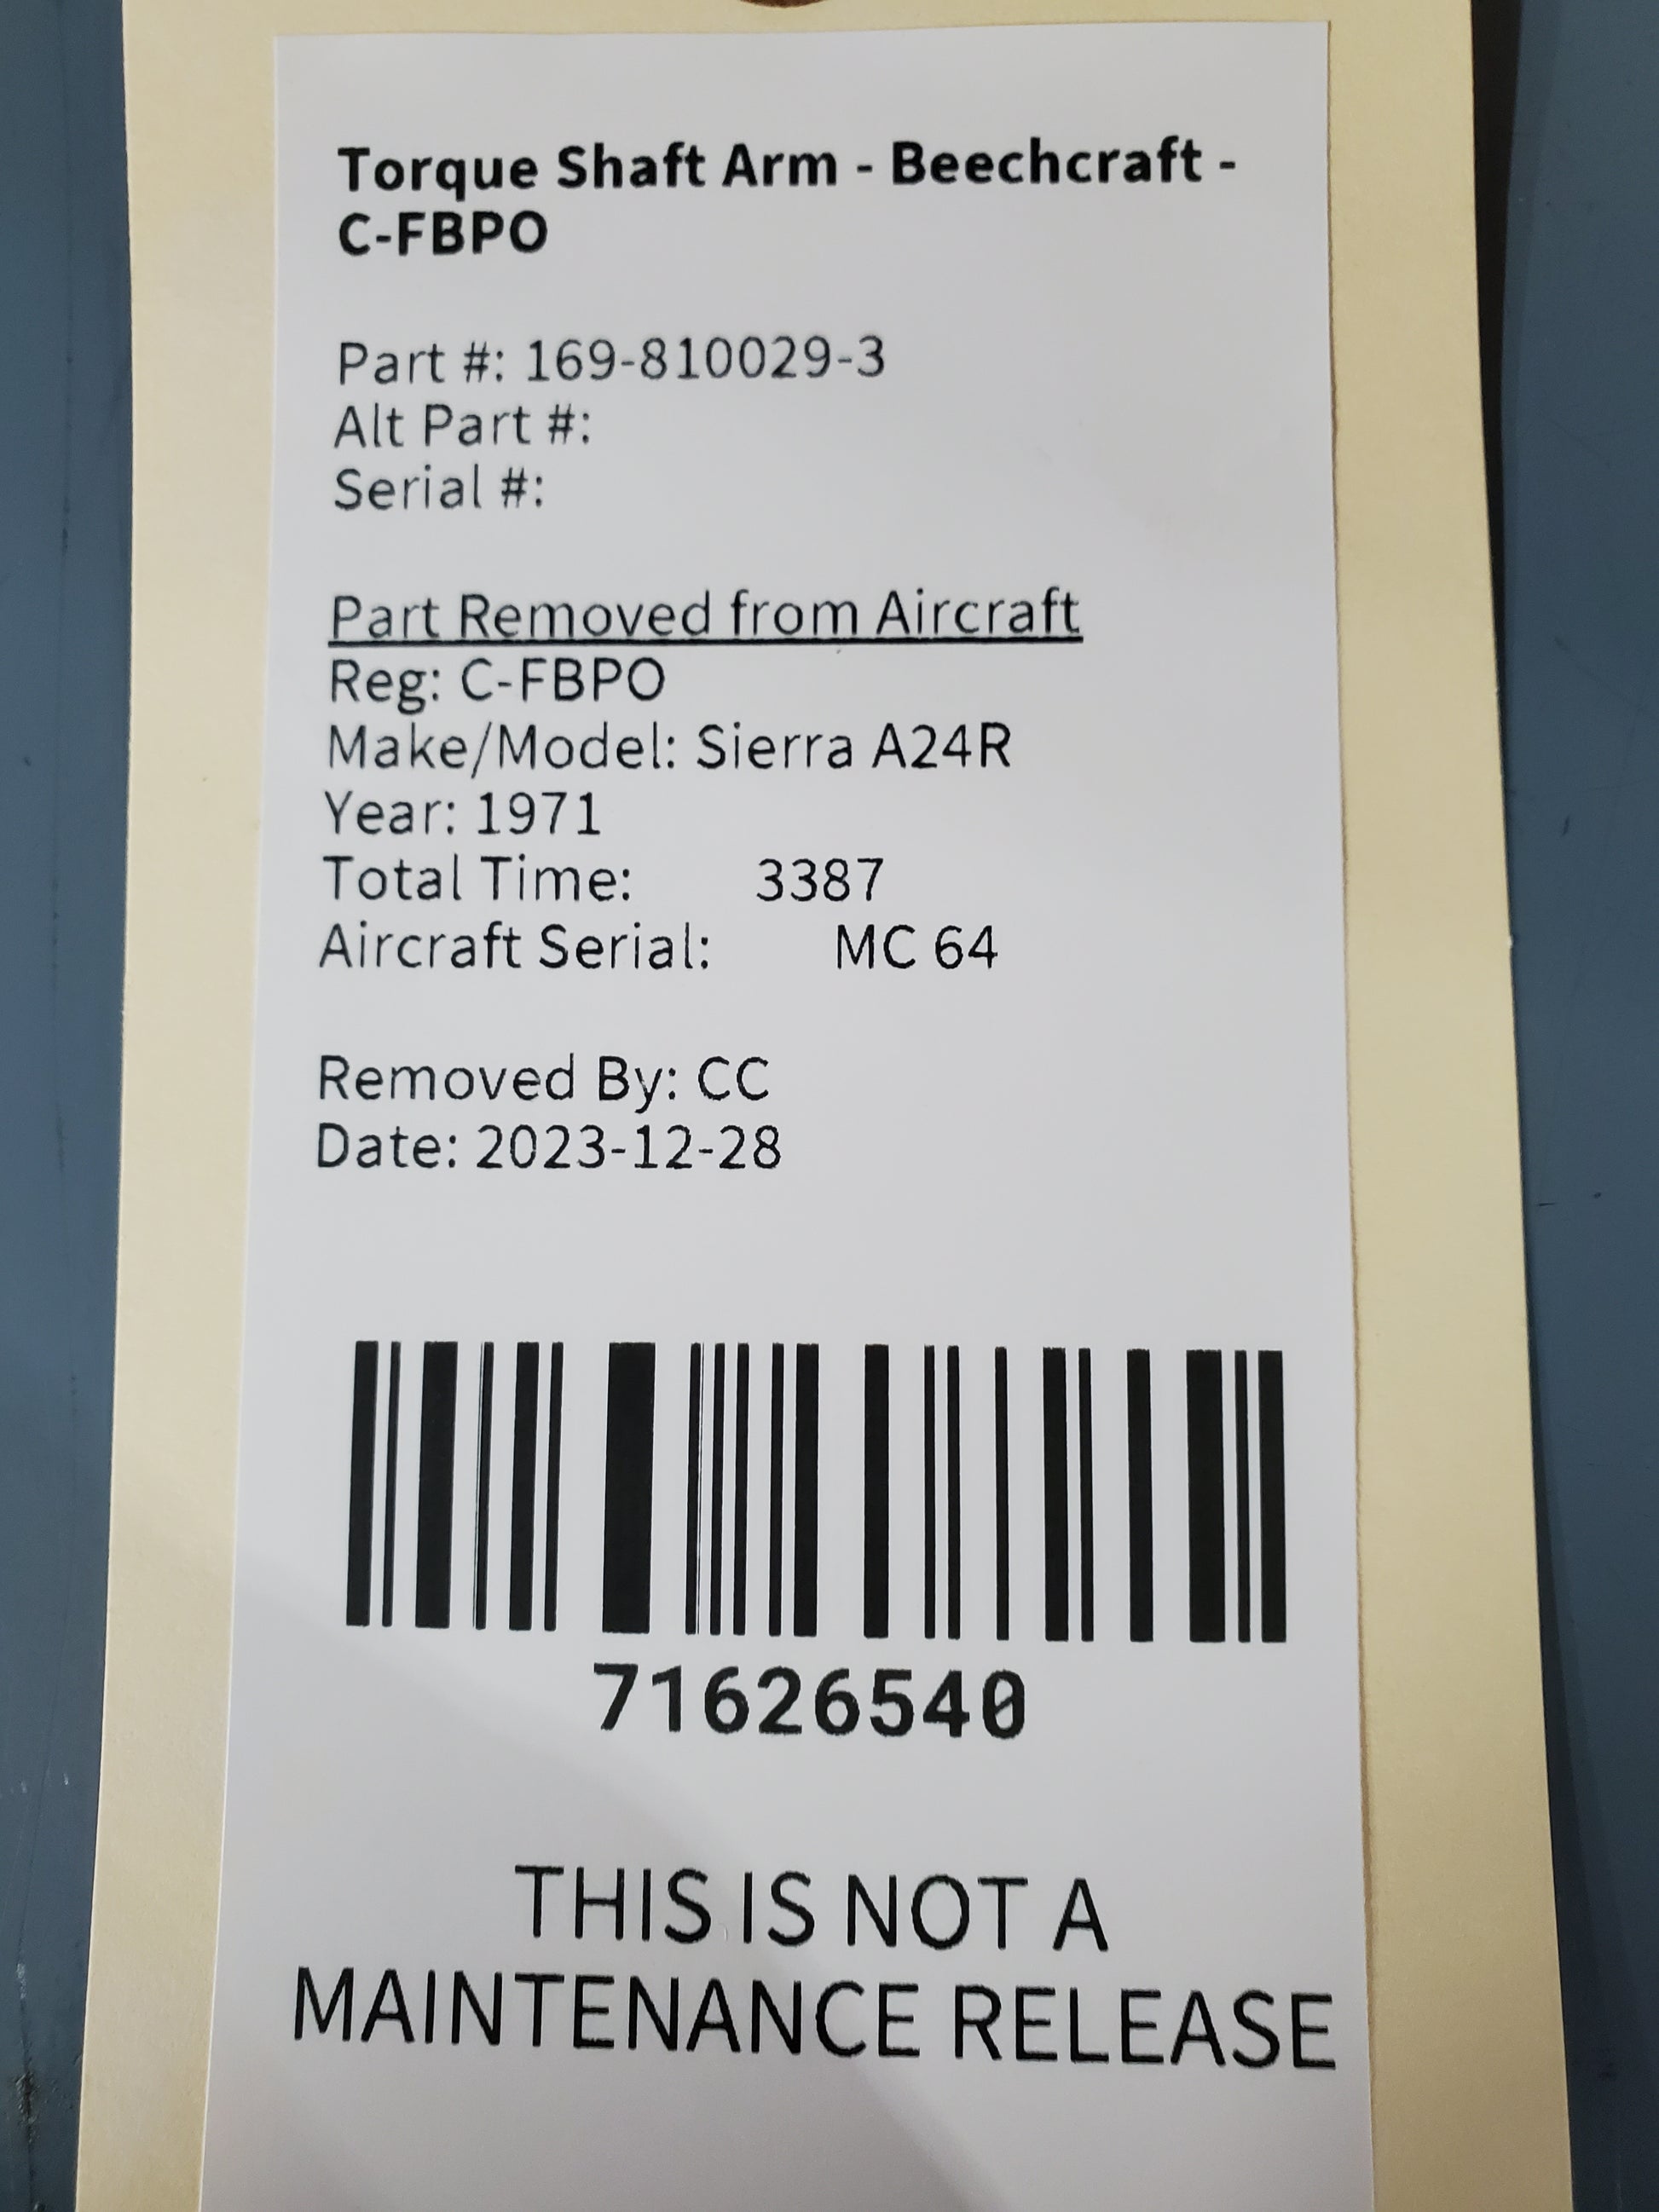 Torque Shaft Arm - Beechcraft -
C-FBPO
Part #: 169-810029-3
Alt Part #:
Serial #:
Part Removed from Aircraft
Reg: C-FBPO
Make/Model: Sierra A24R
Year: 1971
Total Time: 3387
Aircraft Serial: MC 64
Removed By: CC
Date: 2023-12-28
71626540
THIS IS NOT A
MAINTENANCE RELEASE